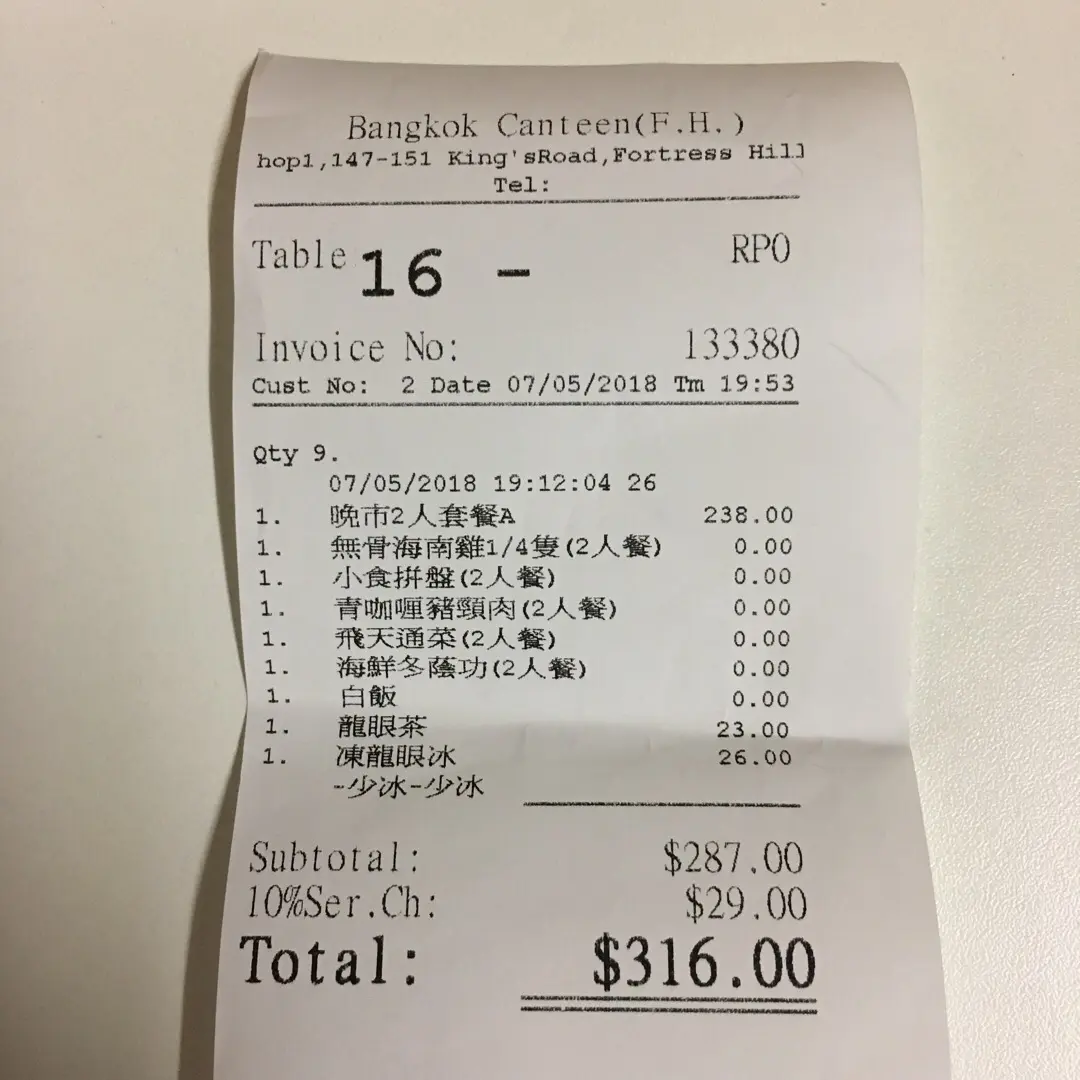 Bangkok Canteen(F.H.)
hop1,147-151 King'sRoad,Fortress Hill
Tel:
Table 16 - RPO
Invoice No: 133380
Cust No: 2 Date 07/05/2018 Tm 19:53
Qty 9.
07/05/2018 19:12:04 26
1. 晚市2人套餐A 238.00
1. 無骨海南雞1/4隻(2人餐) 0.00
1. 小食拼盤(2人餐) 0.00
1. 青咖喱豬頸肉(2人餐) 0.00
1. 飛天通菜(2人餐) 0.00
1. 海鮮冬蔭功(2人餐) 0.00
1. 白飯 0.00
1. 龍眼茶 23.00
1. 凍龍眼冰 26.00
-少冰-少冰
Subtotal: $287.00
10%Ser.Ch: $29.00
Total: $316.00